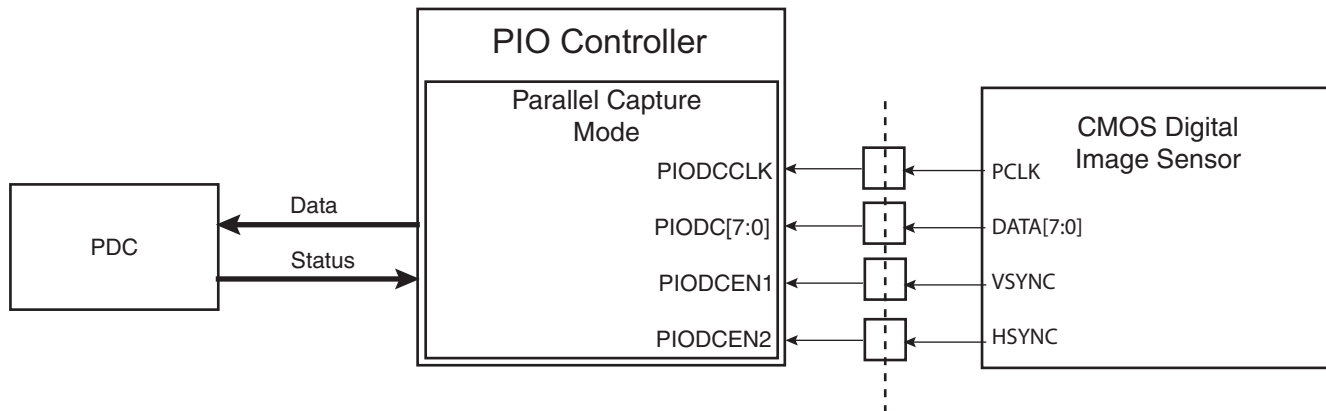 PIO Controller
Parallel Capture
Mode
CMOS Digital
Image Sensor
PDC
Data
Status
PIODCCLK
PIODC[7:0]
PIODCEN1
PIODCEN2
PCLK
DATA[7:0]
VSYNC
HSYNC